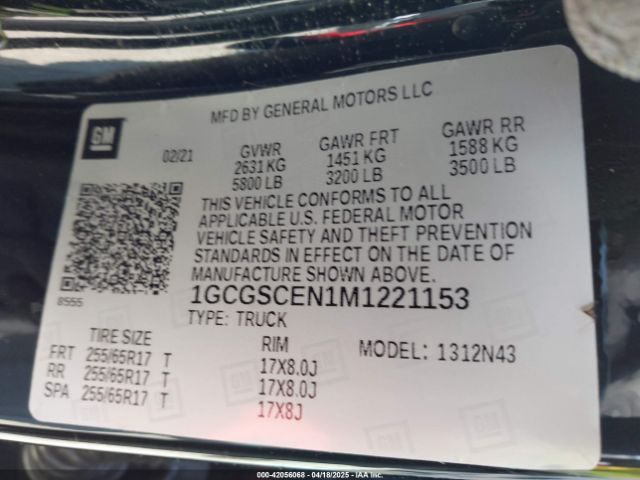 MFD BY GENERAL MOTORS LLC
GM
02/21
GVWR GAWR FRT GAWR RR
2631 KG 1451 KG 1588 KG
5800 LB 3200 LB 3500 LB
THIS VEHICLE CONFORMS TO ALL
APPLICABLE U.S. FEDERAL MOTOR
VEHICLE SAFETY AND THEFT PREVENTION
STANDARDS IN EFFECT ON THE DATE OF
MANUFACTURE SHOWN ABOVE.
8555
1GCGSCEN1M1221153
TYPE: TRUCK
TIRE SIZE RIM MODEL: 1312N43
FRT 255/65R17 T 17X8.0J
RR 255/65R17 T 17X8.0J
SPA 255/65R17 T 17X8J
000-42056068 - 04/18/2025 - IAA Inc.